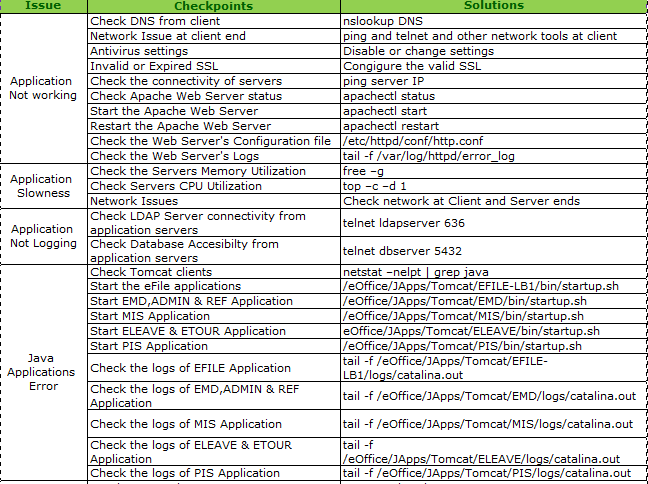 Issue Checkpoints Solutions
Application Not working
Check DNS from client nslookup DNS
Network Issue at client end ping and telnet and other network tools at client
Antivirus settings Disable or change settings
Invalid or Expired SSL Congigure the valid SSL
Check the connectivity of servers ping server IP
Check Apache Web Server status apachectl status
Start the Apache Web Server apachectl start
Restart the Apache Web Server apachectl restart
Check the Web Server's Configuration file /etc/httpd/conf/http.conf
Check the Web Server's Logs tail -f /var/log/httpd/error_log
Application Slowness
Check the Servers Memory Utilization free –g
Check Servers CPU Utilization top –c –d 1
Network Issues Check network at Client and Server ends
Application Not Logging
Check LDAP Server connectivity from
application servers
telnet ldapserver 636
Check Database Accesibilty from
application servers
telnet dbserver 5432
Java Applications Error
Check Tomcat clients netstat –nelpt | grep java
Start the eFile applications /eOffice/JApps/Tomcat/EFILE-LB1/bin/startup.sh
Start EMD,ADMIN & REF Application /eOffice/JApps/Tomcat/EMD/bin/startup.sh
Start MIS Application /eOffice/JApps/Tomcat/MIS/bin/startup.sh
Start ELEAVE & ETOUR Application eOffice/JApps/Tomcat/ELEAVE/bin/startup.sh
Start PIS Application /eOffice/JApps/Tomcat/PIS/bin/startup.sh
Check the logs of EFILE Application
tail -f /eOffice/JApps/Tomcat/EFILE-
LB1/logs/catalina.out
Check the logs of EMD,ADMIN & REF
Application
tail -f /eOffice/JApps/Tomcat/EMD/logs/catalina.out
Check the logs of MIS Application tail -f /eOffice/JApps/Tomcat/MIS/logs/catalina.out
Check the logs of ELEAVE & ETOUR
Application
tail -f
/eOffice/JApps/Tomcat/ELEAVE/logs/catalina.out
Check the logs of PIS Application tail -f /eOffice/JApps/Tomcat/PIS/logs/catalina.out